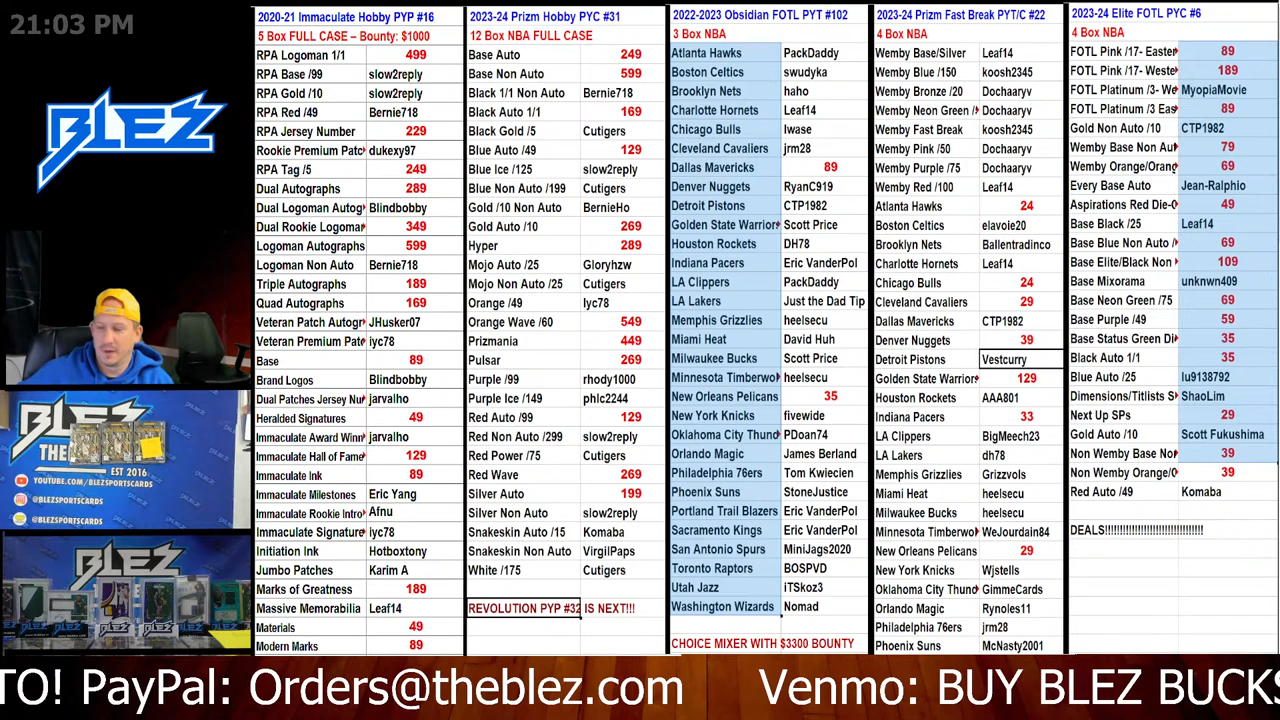 21:03 PM
BLEZ
BLEZ
THE
EST 2016
YOUTUBE.COM/BLEZSPORTSCARDS
@BLEZSPORTSCARDS
@BLEZSPORTSCARDS
BLEZ
2020-21 Immaculate Hobby PYP #16
5 Box FULL CASE – Bounty: $1000
RPA Logoman 1/1 499
RPA Base /99 slow2reply
RPA Gold /10 slow2reply
RPA Red /49 Bernie718
RPA Jersey Number 229
Rookie Premium Patc dukexy97
RPA Tag /5 249
Dual Autographs 289
Dual Logoman Autog Blindbobby
Dual Rookie Logoma 349
Logoman Autographs 599
Logoman Non Auto Bernie718
Triple Autographs 189
Quad Autographs 169
Veteran Patch Autogr JHusker07
Veteran Premium Pat iyc78
Base 89
Brand Logos Blindbobby
Dual Patches Jersey Nu jarvalho
Heralded Signatures 49
Immaculate Award Winn jarvalho
Immaculate Hall of Fame 129
Immaculate Ink 89
Immaculate Milestones Eric Yang
Immaculate Rookie Intro Afnu
Immaculate Signature iyc78
Initiation Ink Hotboxtony
Jumbo Patches Karim A
Marks of Greatness 189
Massive Memorabilia Leaf14
Materials 49
Modern Marks 89
2023-24 Prizm Hobby PYC #31
12 Box NBA FULL CASE
Base Auto 249
Base Non Auto 599
Black 1/1 Non Auto Bernie718
Black Auto 1/1 169
Black Gold /5 Cutigers
Blue Auto /49 129
Blue Ice /125 slow2reply
Blue Non Auto /199 Cutigers
Gold /10 Non Auto BernieHo
Gold Auto /10 269
Hyper 289
Mojo Auto /25 Gloryhzw
Mojo Non Auto /25 Cutigers
Orange /49 lyc78
Orange Wave /60 549
Prizmania 449
Pulsar 269
Purple /99 rhody1000
Purple Ice /149 phlc2244
Red Auto /99 129
Red Non Auto /299 slow2reply
Red Power /75 Cutigers
Red Wave 269
Silver Auto 199
Silver Non Auto slow2reply
Snakeskin Auto /15 Komaba
Snakeskin Non Auto VirgilPaps
White /175 Cutigers
REVOLUTION PYP #32 IS NEXT!!!
2022-2023 Obsidian FOTL PYT #102
3 Box NBA
Atlanta Hawks PackDaddy
Boston Celtics swudyka
Brooklyn Nets haho
Charlotte Hornets Leaf14
Chicago Bulls Iwase
Cleveland Cavaliers jrm28
Dallas Mavericks 89
Denver Nuggets RyanC919
Detroit Pistons CTP1982
Golden State Warrior Scott Price
Houston Rockets DH78
Indiana Pacers Eric VanderPol
LA Clippers PackDaddy
LA Lakers Just the Dad Tip
Memphis Grizzlies heelsecu
Miami Heat David Huh
Milwaukee Bucks Scott Price
Minnesota Timberwo heelsecu
New Orleans Pelicans 35
New York Knicks fivewide
Oklahoma City Thund PDoan74
Orlando Magic James Berland
Philadelphia 76ers Tom Kwiecien
Phoenix Suns StoneJustice
Portland Trail Blazers Eric VanderPol
Sacramento Kings Eric VanderPol
San Antonio Spurs MiniJags2020
Toronto Raptors BOSPVD
Utah Jazz iTSkoz3
Washington Wizards Nomad
CHOICE MIXER WITH $3300 BOUNTY
2023-24 Prizm Fast Break PYT/C #22
4 Box NBA
Wemby Base/Silver Leaf14
Wemby Blue /150 koosh2345
Wemby Bronze /20 Dochaaryv
Wemby Neon Green / Dochaaryv
Wemby Fast Break koosh2345
Wemby Pink /50 Dochaaryv
Wemby Purple /75 Dochaaryv
Wemby Red /100 Leaf14
Atlanta Hawks 24
Boston Celtics elavoie20
Brooklyn Nets Ballentradinco
Charlotte Hornets Leaf14
Chicago Bulls 24
Cleveland Cavaliers 29
Dallas Mavericks CTP1982
Denver Nuggets 39
Detroit Pistons Vestcurry
Golden State Warrior 129
Houston Rockets AAA801
Indiana Pacers 33
LA Clippers BigMeech23
LA Lakers dh78
Memphis Grizzlies Grizzvols
Miami Heat heelsecu
Milwaukee Bucks heelsecu
Minnesota Timberwo WeJourdain84
New Orleans Pelicans 29
New York Knicks Wjstells
Oklahoma City Thund GimmeCards
Orlando Magic Rynoles11
Philadelphia 76ers jrm28
Phoenix Suns McNasty2001
2023-24 Elite FOTL PYC #6
4 Box NBA
FOTL Pink /17- Easter 89
FOTL Pink /17- Weste 189
FOTL Platinum /3- We MyopiaMovie
FOTL Platinum /3 Eas 89
Gold Non Auto /10 CTP1982
Wemby Base Non Au 79
Wemby Orange/Orang 69
Every Base Auto Jean-Ralphio
Aspirations Red Die-C 49
Base Black /25 Leaf14
Base Blue Non Auto / 69
Base Elite/Black Non 109
Base Mixorama unknwn409
Base Neon Green /75 69
Base Purple /49 59
Base Status Green Di 35
Black Auto 1/1 35
Blue Auto /25 lu9138792
Dimensions/Titlists S ShaoLim
Next Up SPs 29
Gold Auto /10 Scott Fukushima
Non Wemby Base No 39
Non Wemby Orange/O 39
Red Auto /49 Komaba
DEALS!!!!!!!!!!!!!!!!!!!!!!!!!!!!!!!!!
TO! PayPal: Orders@theblez.com Venmo: BUY BLEZ BUCKS